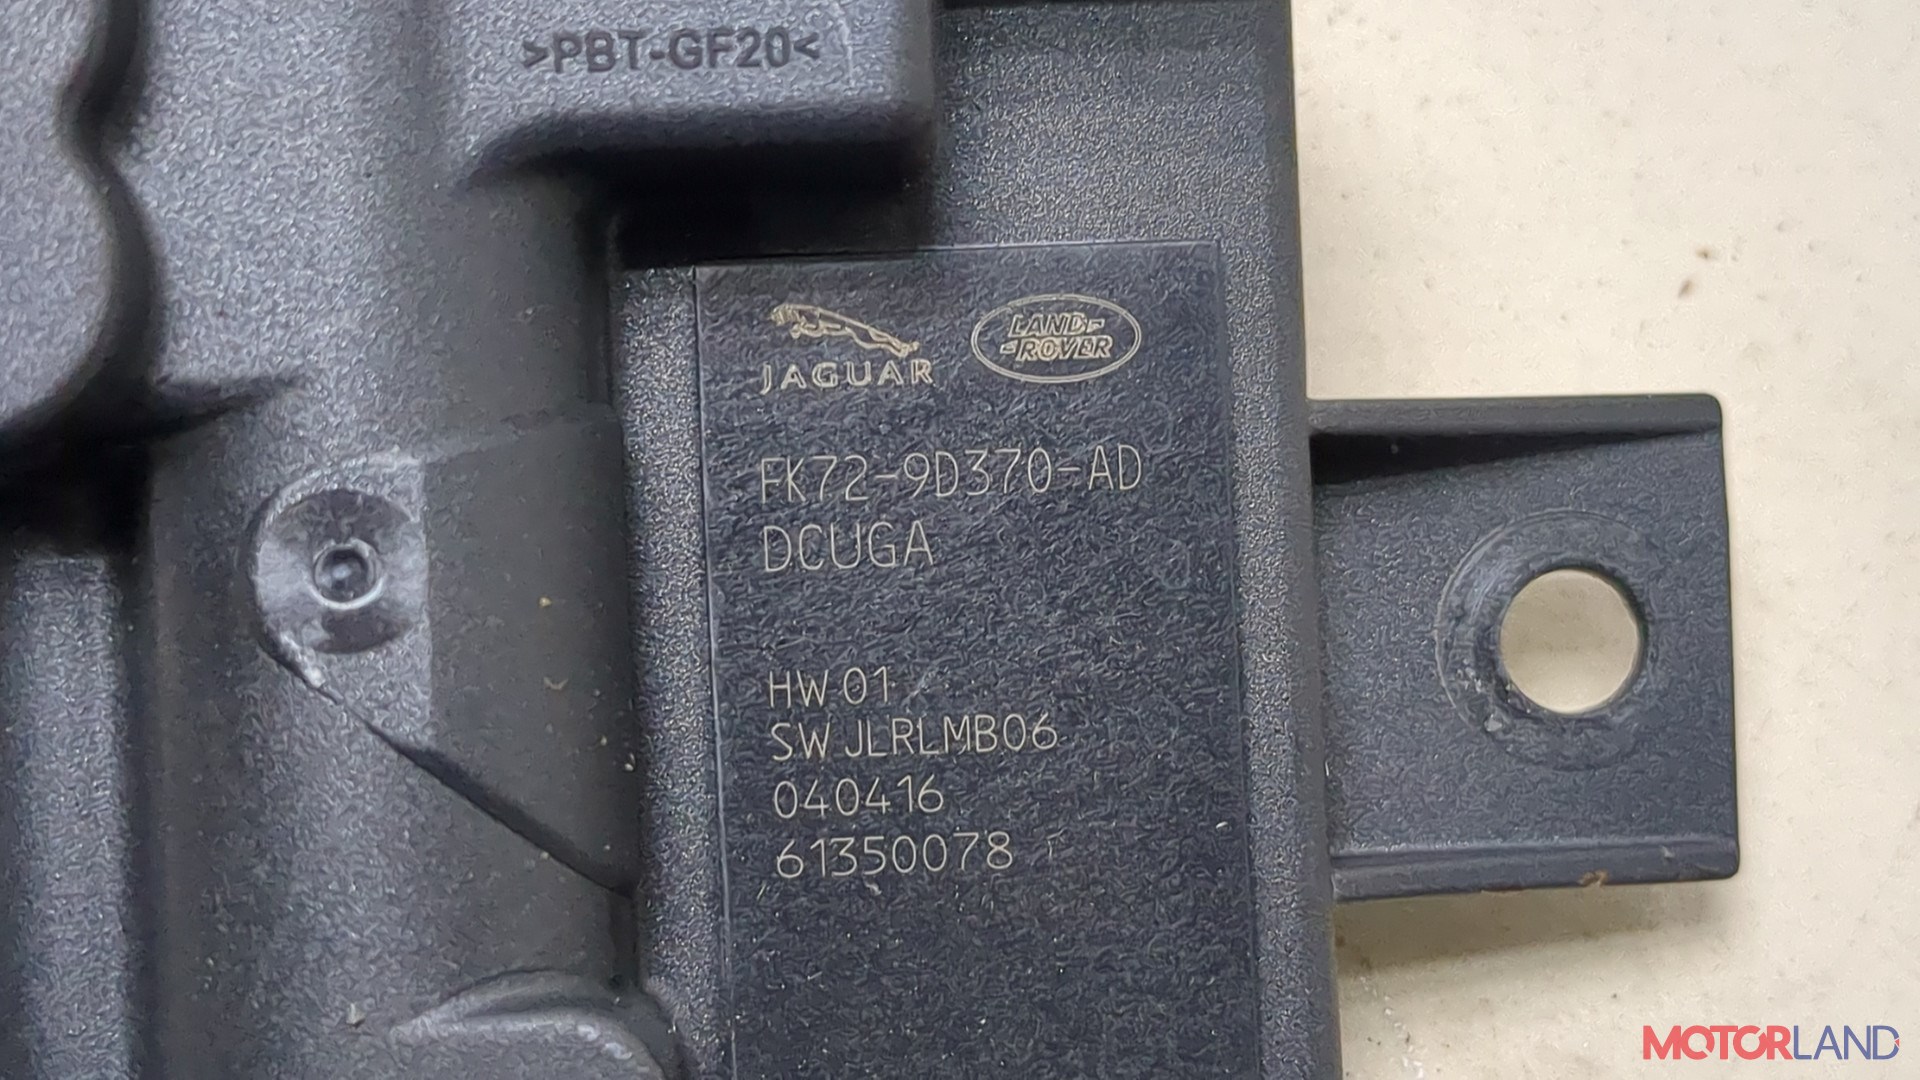 >PBT-GF20<
JAGUAR
LAND-
-ROVER
FK72-9D370-AD
DCUGA
HW 01
SW JLRLMB06
040416
61350078
MOTORLAND